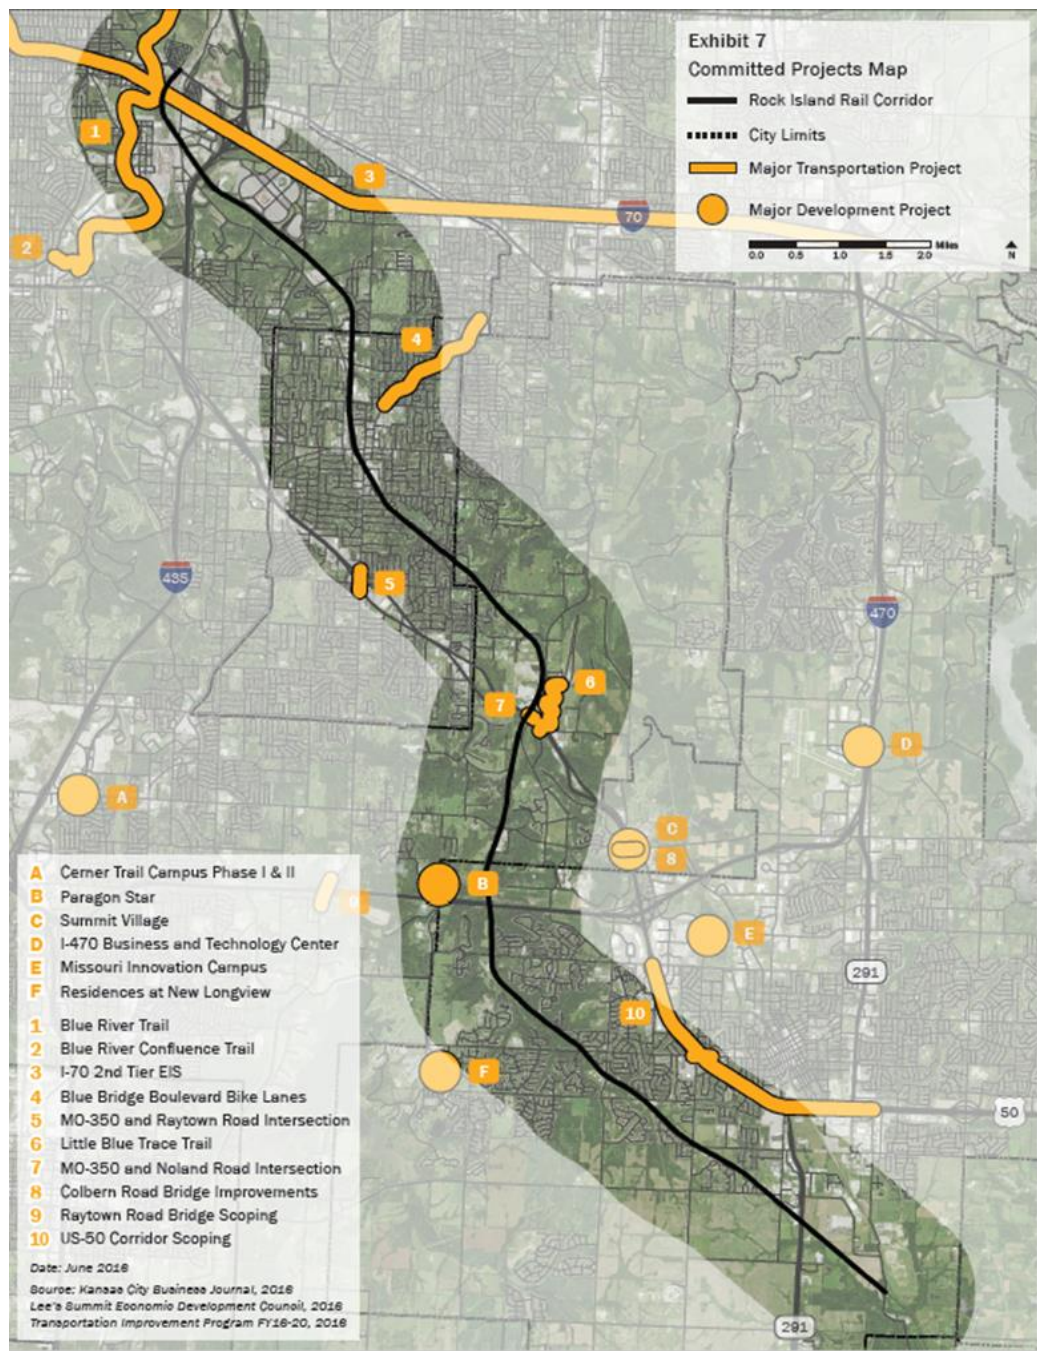 Exhibit 7
Committed Projects Map
Rock Island Rail Corridor
City Limits
Major Transportation Project
Major Development Project
Miles
0.0 0.5 1.0 1.5 2.0
N
1
3
70
2
4
435
5
470
6
7
D
A
C
8
B
9
E
291
10
F
50
291
A Cerner Trail Campus Phase I & II
B Paragon Star
C Summit Village
D I-470 Business and Technology Center
E Missouri Innovation Campus
F Residences at New Longview
1 Blue River Trail
2 Blue River Confluence Trail
3 I-70 2nd Tier EIS
4 Blue Bridge Boulevard Bike Lanes
5 MO-350 and Raytown Road Intersection
6 Little Blue Trace Trail
7 MO-350 and Noland Road Intersection
8 Colbern Road Bridge Improvements
9 Raytown Road Bridge Scoping
10 US-50 Corridor Scoping
Date: June 2016
Source: Kansas City Business Journal, 2016
Lee's Summit Economic Development Council, 2016
Transportation Improvement Program FY16-20, 2016